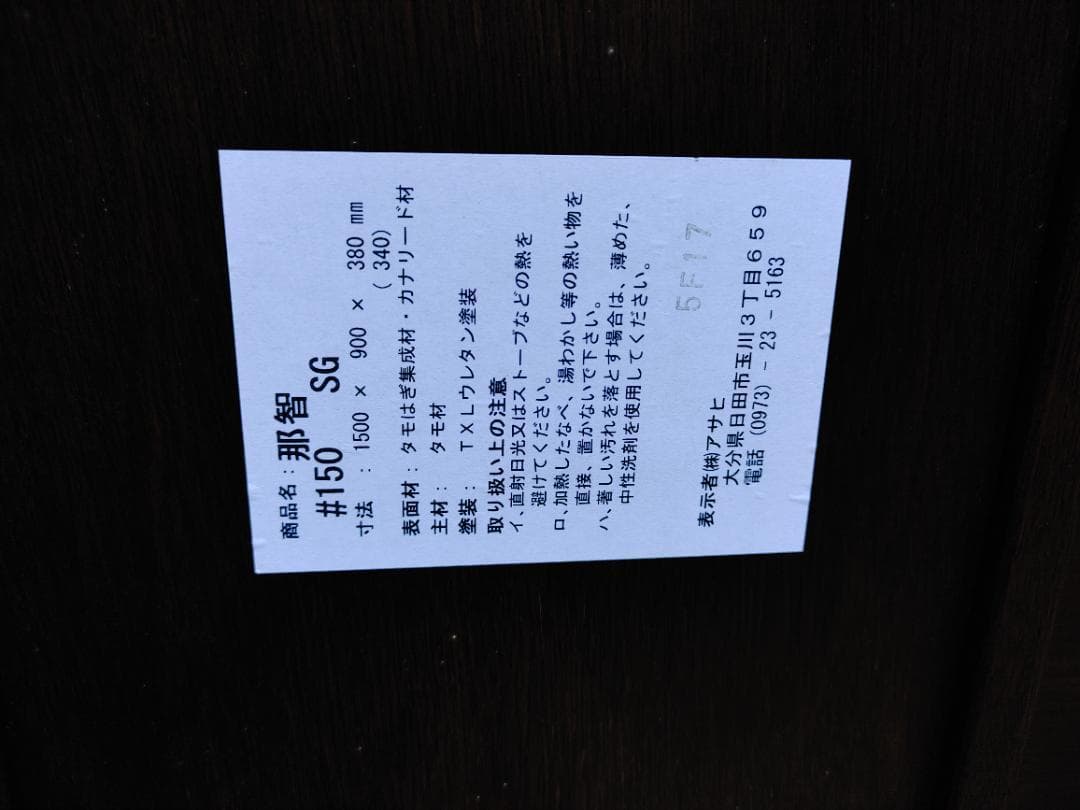 商品名：那智
#150 SG
寸法 ： 1500 × 900 × 380 mm
( 340)
表面材：タモはぎ集成材・カナリード材
主材： タモ材
塗装： TXLウレタン塗装
取り扱い上の注意
イ、直射日光又はストーブなどの熱を
避けてください。
ロ、加熱したなべ、湯わかし等の熱い物を
直接、置かないで下さい。
ハ、著しい汚れを落とす場合は、薄めた、
中性洗剤を使用してください。
5F17
表示者㈱アサヒ
大分県日田市玉川3丁目659
電話(0973)-23-5163